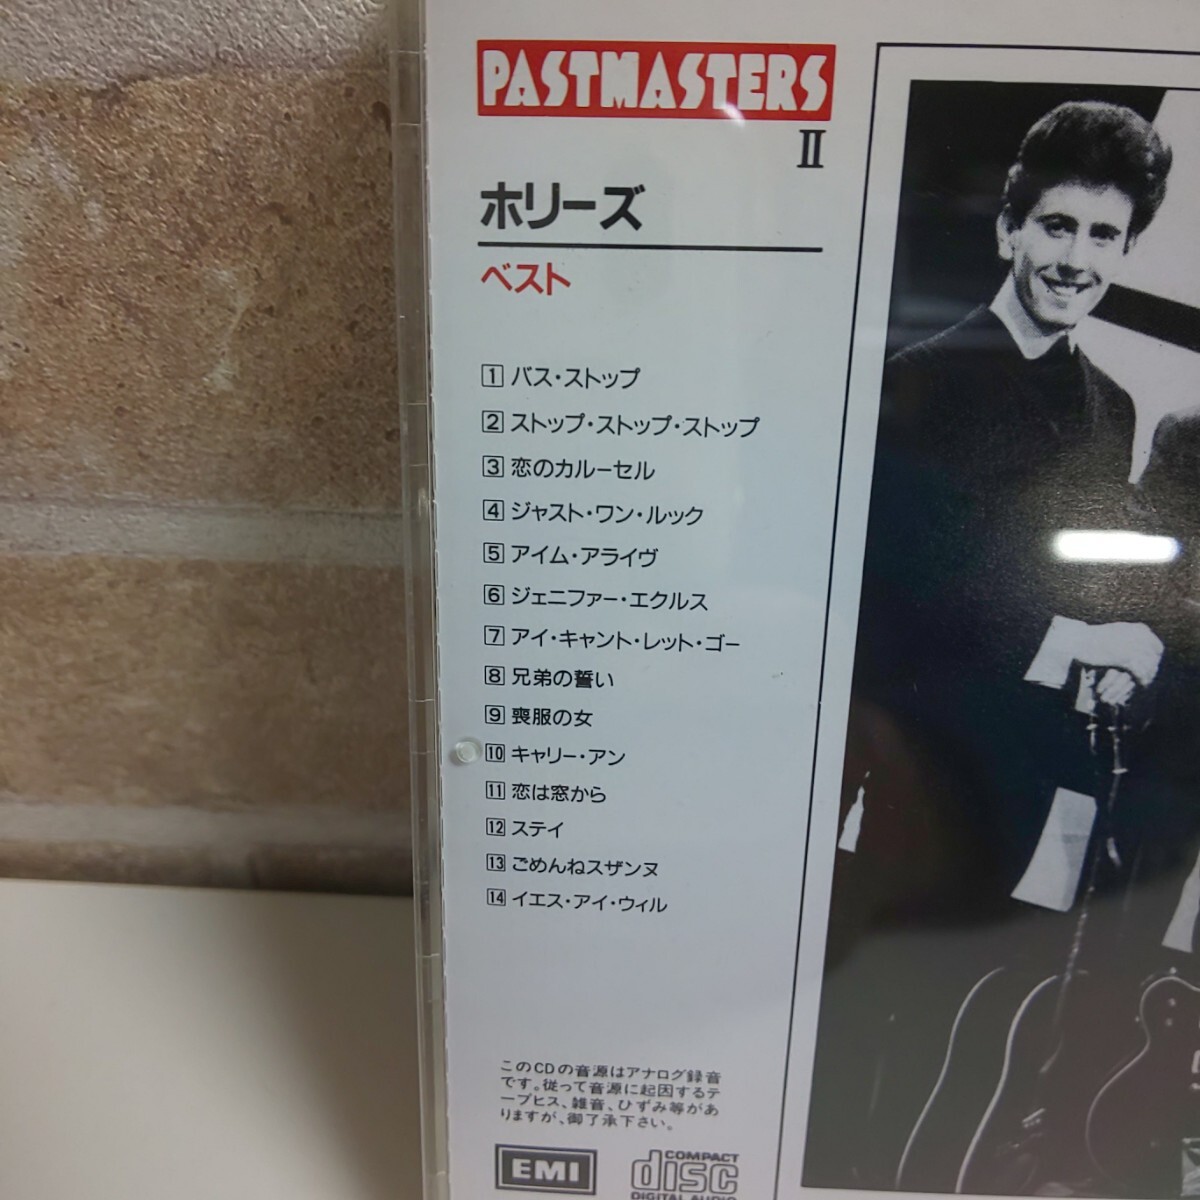 PASTMASTERS
II
ホリーズ
ベスト
1 バス・ストップ
2 ストップ・ストップ・ストップ
3 恋のカルーセル
4 ジャスト・ワン・ルック
5 アイム・アライヴ
6 ジェニファー・エクルス
7 アイ・キャント・レット・ゴー
8 兄弟の誓い
9 喪服の女
10 キャリー・アン
11 恋は窓から
12 ステイ
13 ごめんねスザンヌ
14 イエス・アイ・ウィル
このCDの音源はアナログ録音
です。従って音源に起因するテ
ープヒス、雑音、ひずみ等があ
りますが、御了承下さい。
EMI
COMPACT
disc
DIGITAL AUDIO